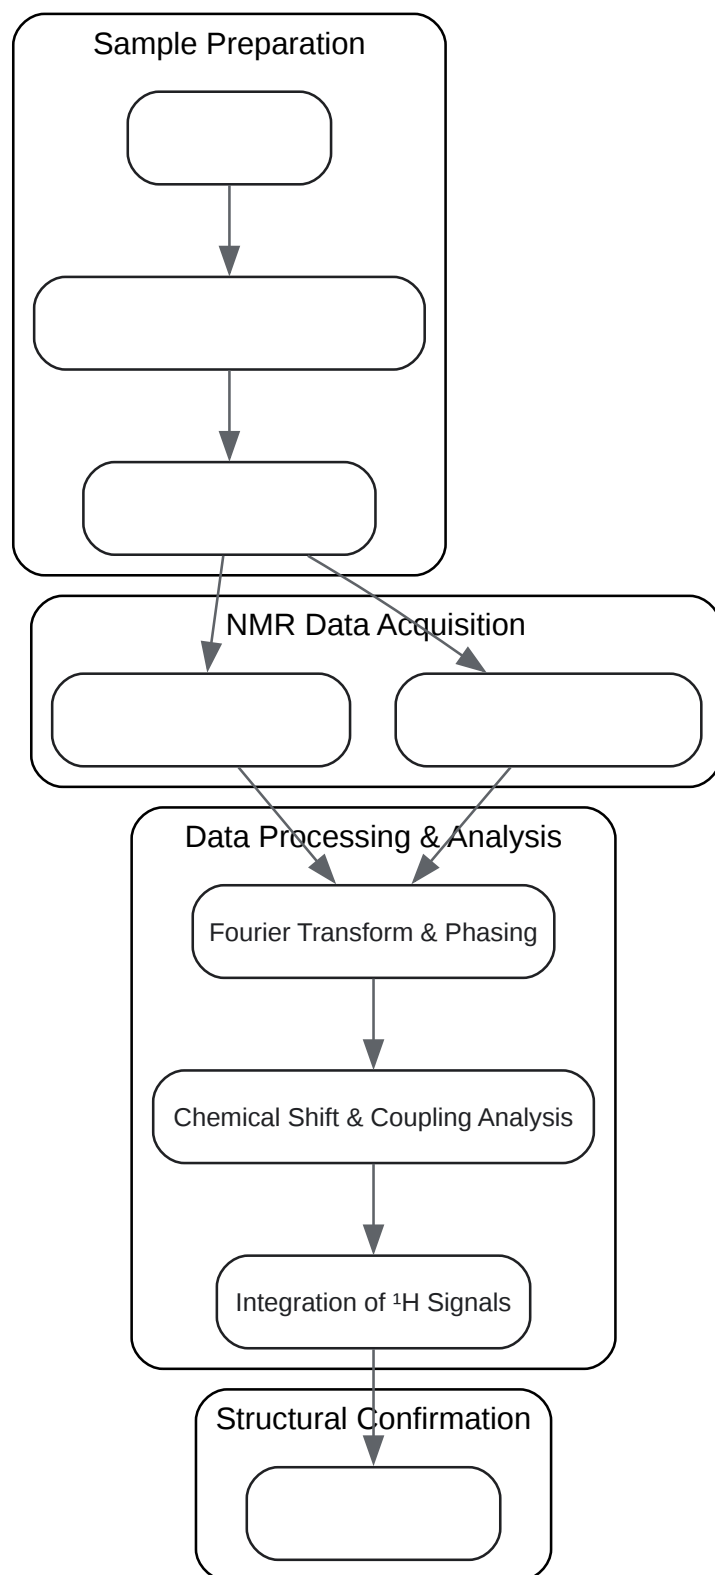 Sample Preparation
NMR Data Acquisition
Data Processing & Analysis
Fourier Transform & Phasing
Chemical Shift & Coupling Analysis
Integration of ¹H Signals
Structural Confirmation